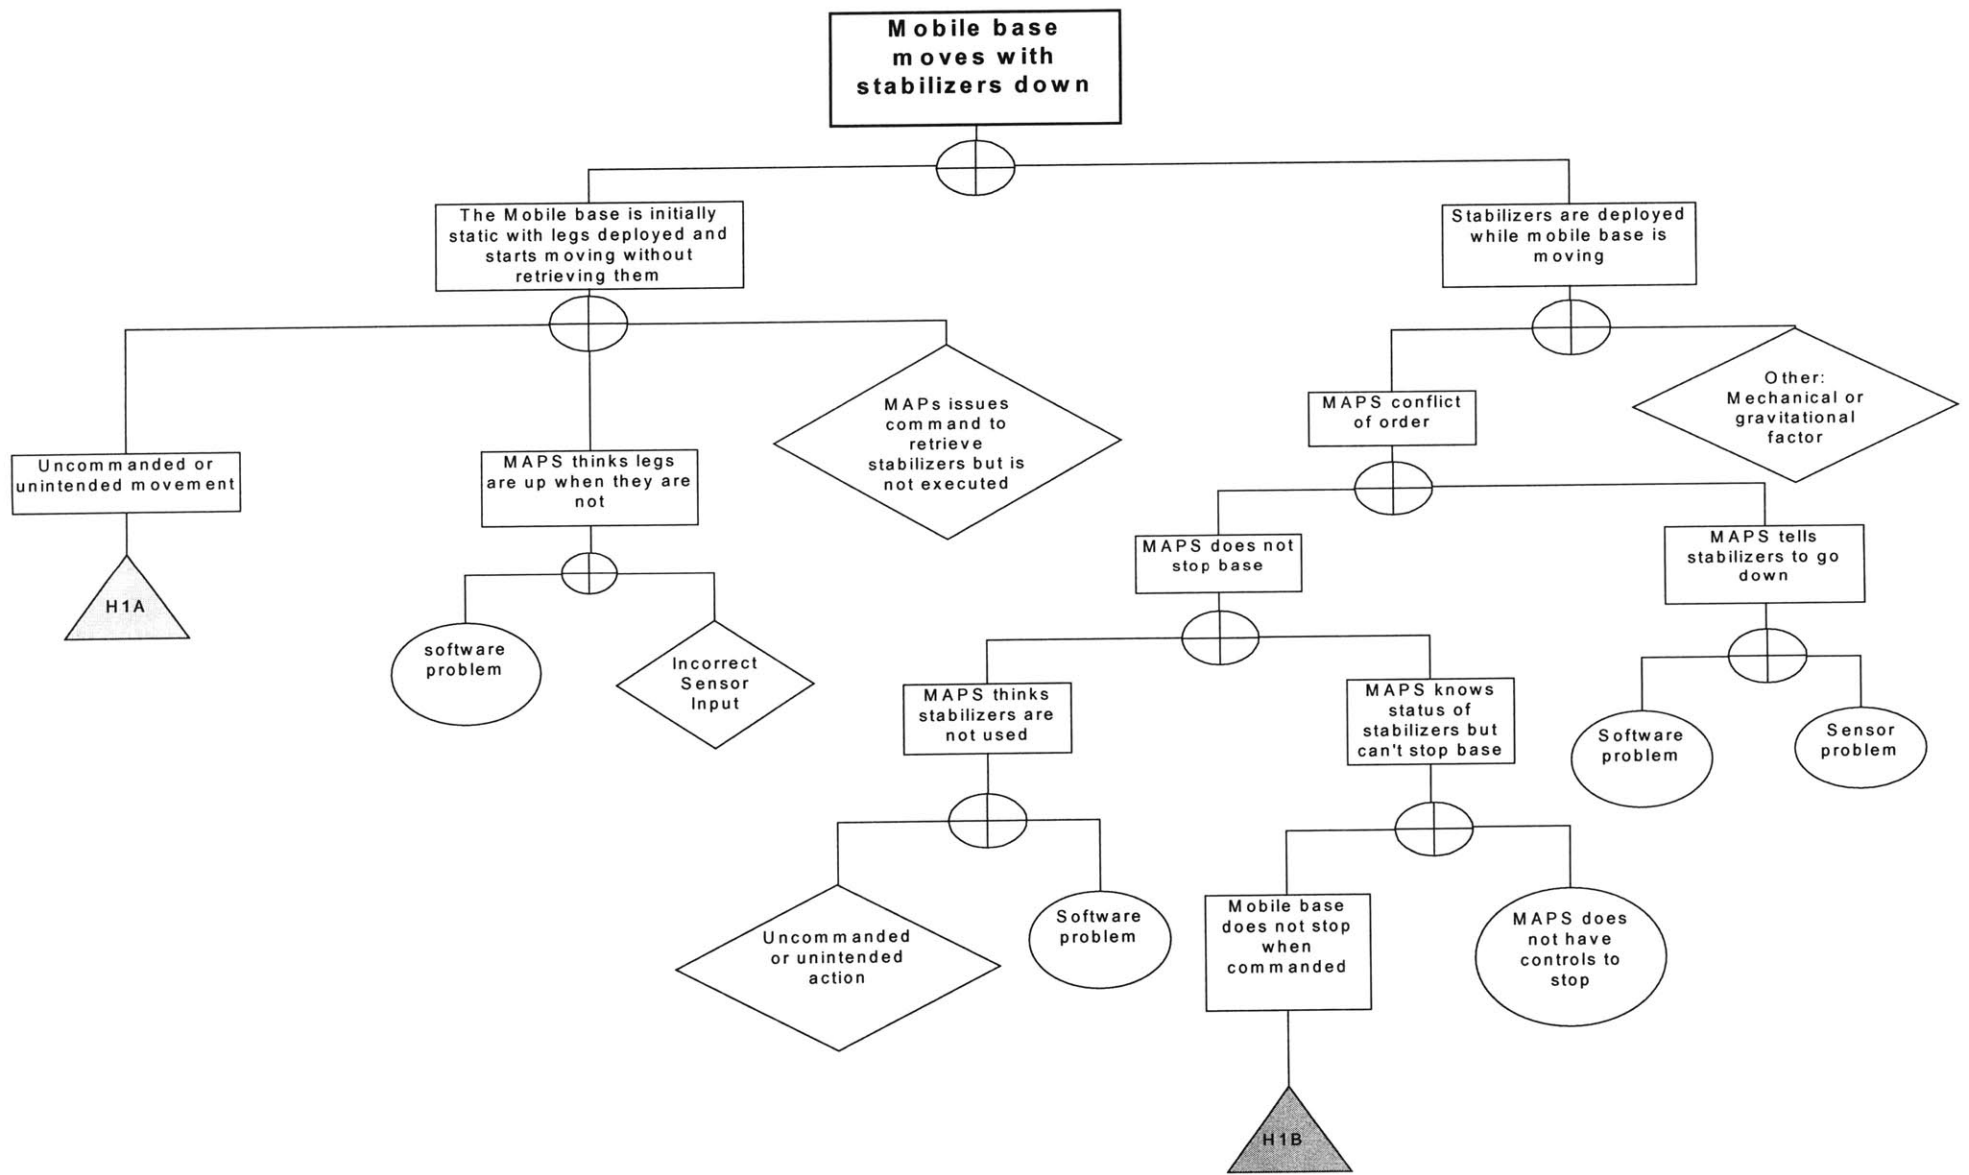 Mobile base
moves with
stabilizers down
The Mobile base is initially
static with legs deployed and
starts moving without
retrieving them
Stabilizers are deployed
while mobile base is
moving
Uncommanded or
unintended movement
H1A
MAPS thinks legs
are up when they are
not
software
problem
Incorrect
Sensor
Input
MAPs issues
command to
retrieve
stabilizers but is
not executed
MAPS conflict
of order
Other:
Mechanical or
gravitational
factor
MAPS does not
stop base
MAPS tells
stabilizers to go
down
MAPS thinks
stabilizers are
not used
MAPS knows
status of
stabilizers but
can't stop base
Software
problem
Sensor
problem
Uncommanded
or unintended
action
Software
problem
Mobile base
does not stop
when
commanded
MAPS does
not have
controls to
stop
H1B